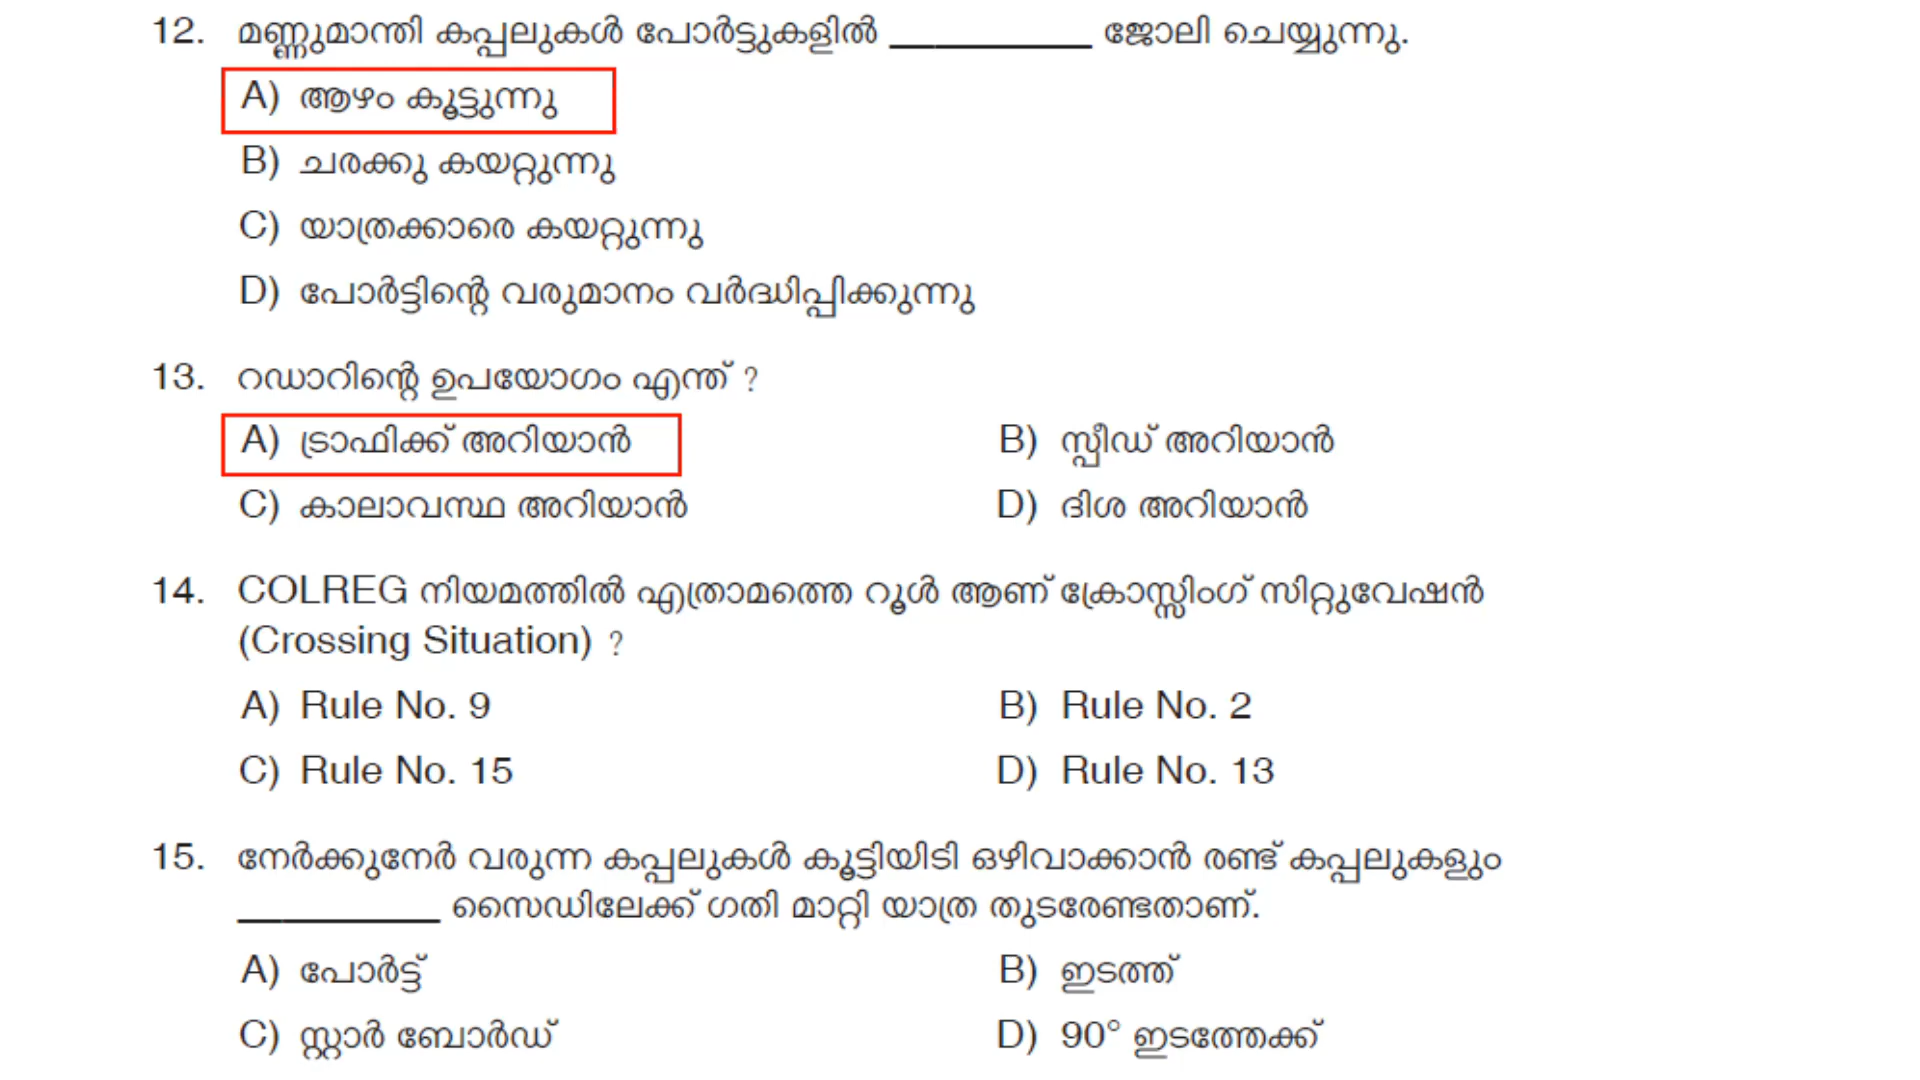 12. മണ്ണുമാന്തി കപ്പലുകൾ പോർട്ടുകളിൽ __________ ജോലി ചെയ്യുന്നു.
A) ആഴം കൂട്ടുന്നു
B) ചരക്കു കയറ്റുന്നു
C) യാത്രക്കാരെ കയറ്റുന്നു
D) പോർട്ടിന്റെ വരുമാനം വർദ്ധിപ്പിക്കുന്നു
13. റഡാറിന്റെ ഉപയോഗം എന്ത് ?
A) ട്രാഫിക്ക് അറിയാൻ B) സ്പീഡ് അറിയാൻ
C) കാലാവസ്ഥ അറിയാൻ D) ദിശ അറിയാൻ
14. COLREG നിയമത്തിൽ എത്രാമത്തെ റൂൾ ആണ് ക്രോസ്സിംഗ് സിറ്റുവേഷൻ
(Crossing Situation) ?
A) Rule No. 9 B) Rule No. 2
C) Rule No. 15 D) Rule No. 13
15. നേർക്കുനേർ വരുന്ന കപ്പലുകൾ കൂട്ടിയിടി ഒഴിവാക്കാൻ രണ്ട് കപ്പലുകളും
__________ സൈഡിലേക്ക് ഗതി മാറ്റി യാത്ര തുടരേണ്ടതാണ്.
A) പോർട്ട് B) ഇടത്ത്
C) സ്റ്റാർ ബോർഡ് D) 90° ഇടത്തേക്ക്